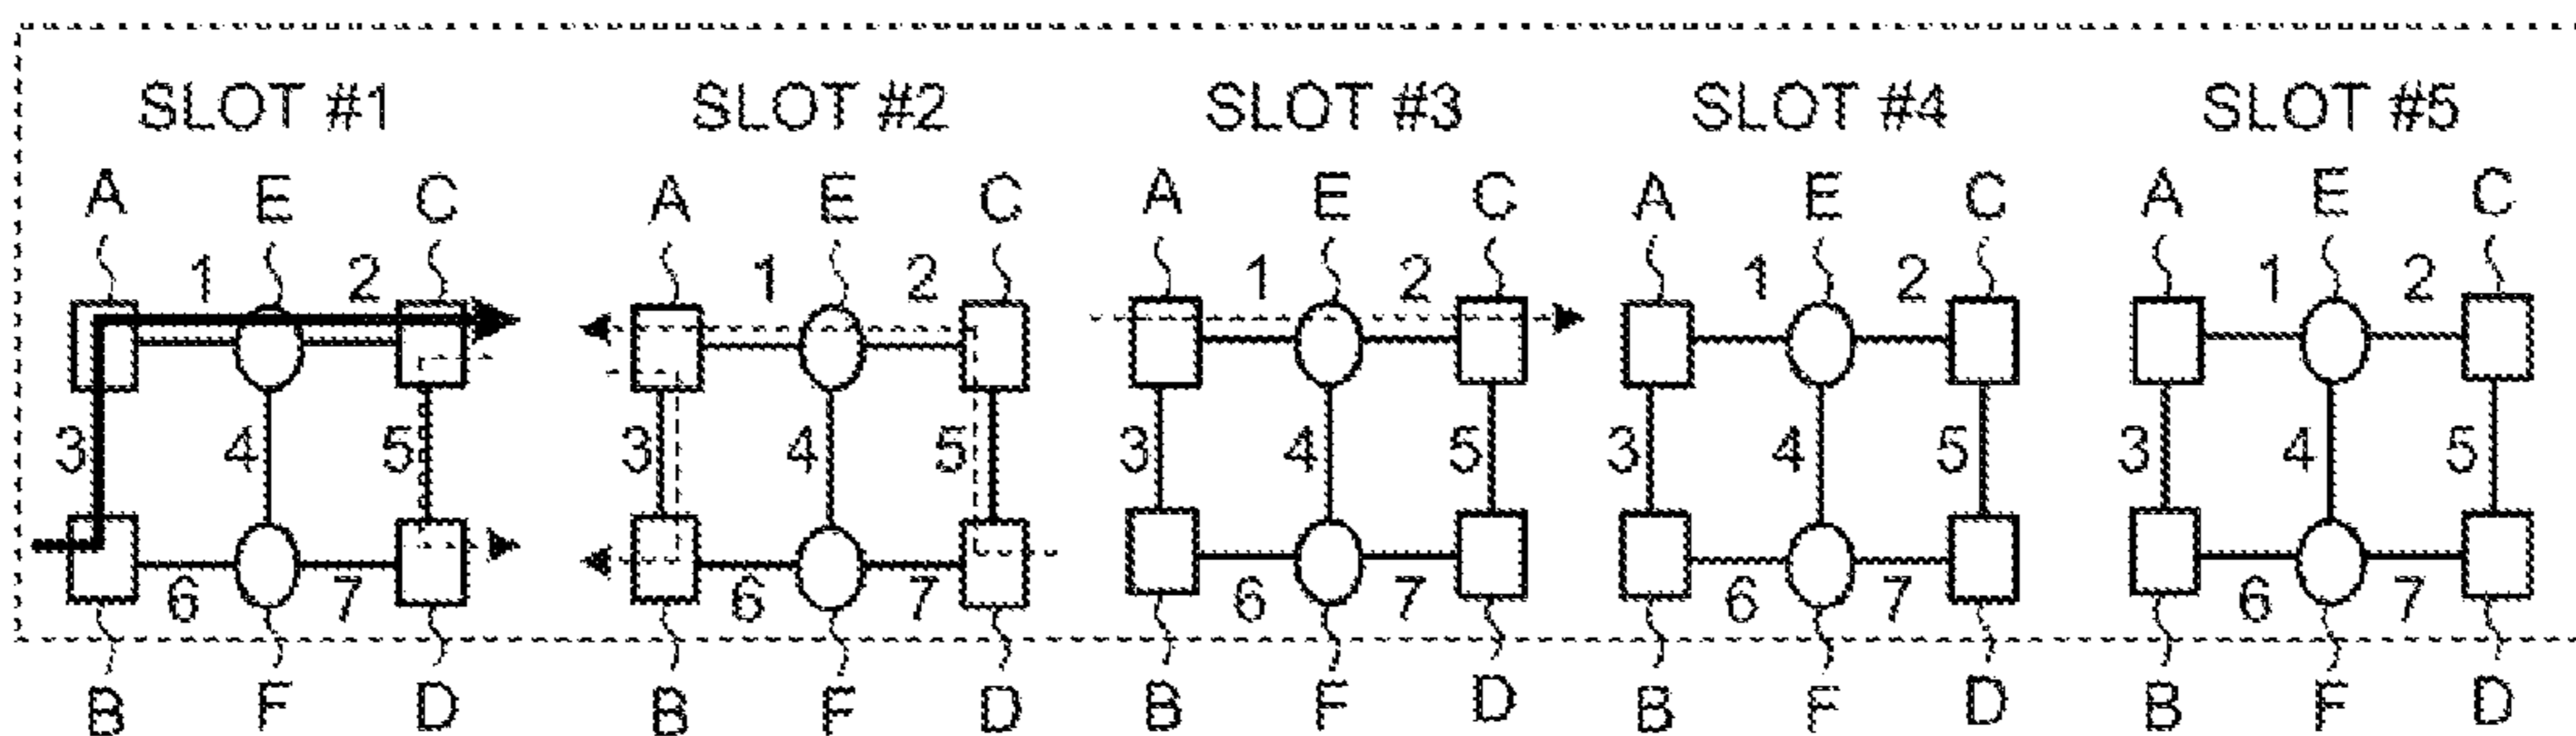 SLOT #1 SLOT #2 SLOT #3 SLOT #4 SLOT #5
A E C A E C A E C A E C A E C
1 2 1 2 1 2 1 2 1 2
3 4 5 3 4 5 3 4 5 3 4 5 3 4 5
6 7 6 7 6 7 6 7 6 7
B F D B F D B F D B F D B F D